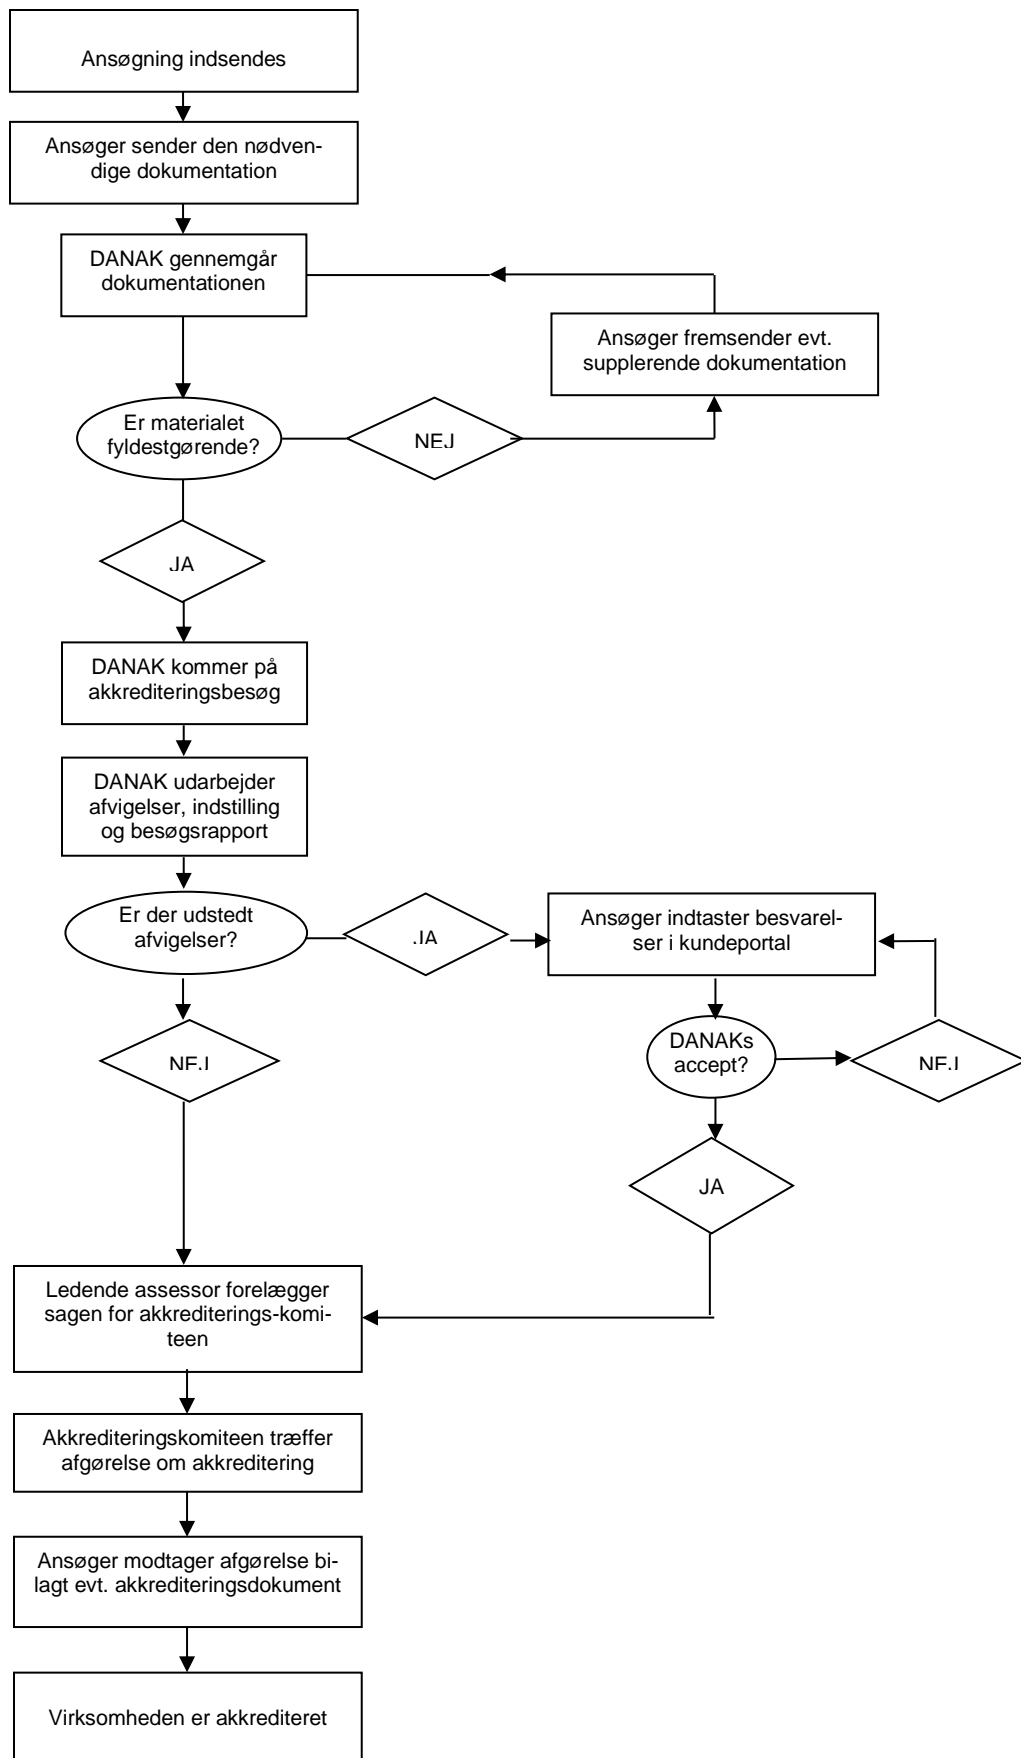 Ansøgning indsendes
Ansøger sender den nødven-
dige dokumentation
DANAK gennemgår
dokumentationen
Ansøger fremsender evt.
supplerende dokumentation
Er materialet
fyldestgørende?
NEJ
JA
DANAK kommer på
akkrediteringsbesøg
DANAK udarbejder
afvigelser, indstilling
og besøgsrapport
Er der udstedt
afvigelser?
JA
Ansøger indtaster besvarel-
ser i kundeportal
DANAKs
accept?
NEJ
NEJ
JA
Ledende assessor forelægger
sagen for akkrediterings-komi-
teen
Akkrediteringskomiteen træffer
afgørelse om akkreditering
Ansøger modtager afgørelse bi-
lagt evt. akkrediteringsdokument
Virksomheden er akkrediteret